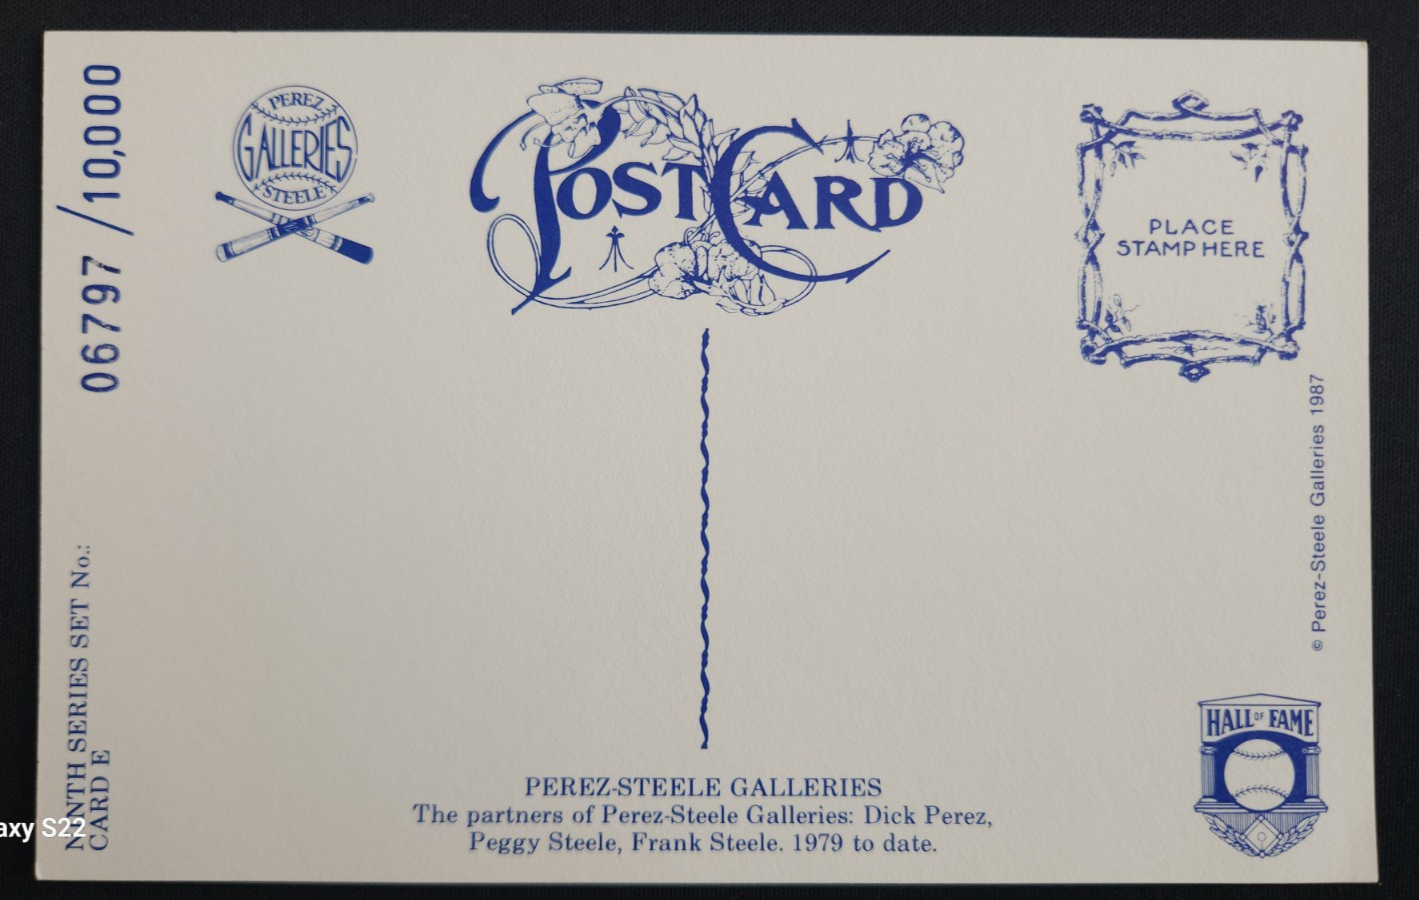 06797 / 10,000
PEREZ
GALLERIES
STEELE
POSTCARD
PLACE
STAMP HERE
© Perez-Steele Galleries 1987
NINTH SERIES SET No.:
CARD E
HALL OF FAME
PEREZ-STEELE GALLERIES
The partners of Perez-Steele Galleries: Dick Perez,
Peggy Steele, Frank Steele. 1979 to date.
axy S22